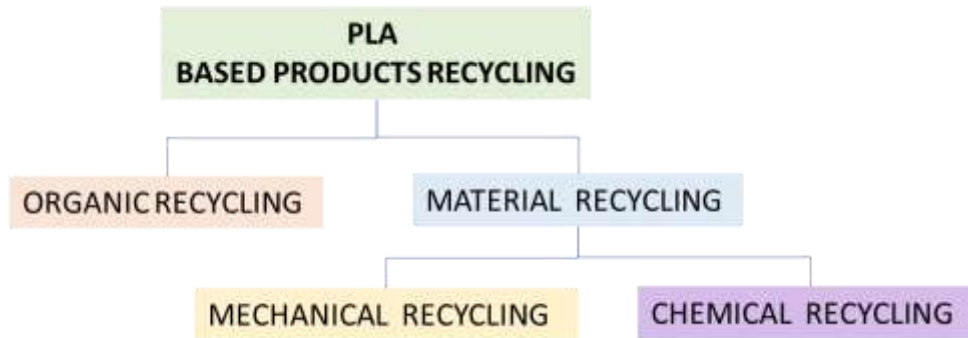 PLA
BASED PRODUCTS RECYCLING
ORGANIC RECYCLING
MATERIAL RECYCLING
MECHANICAL RECYCLING
CHEMICAL RECYCLING